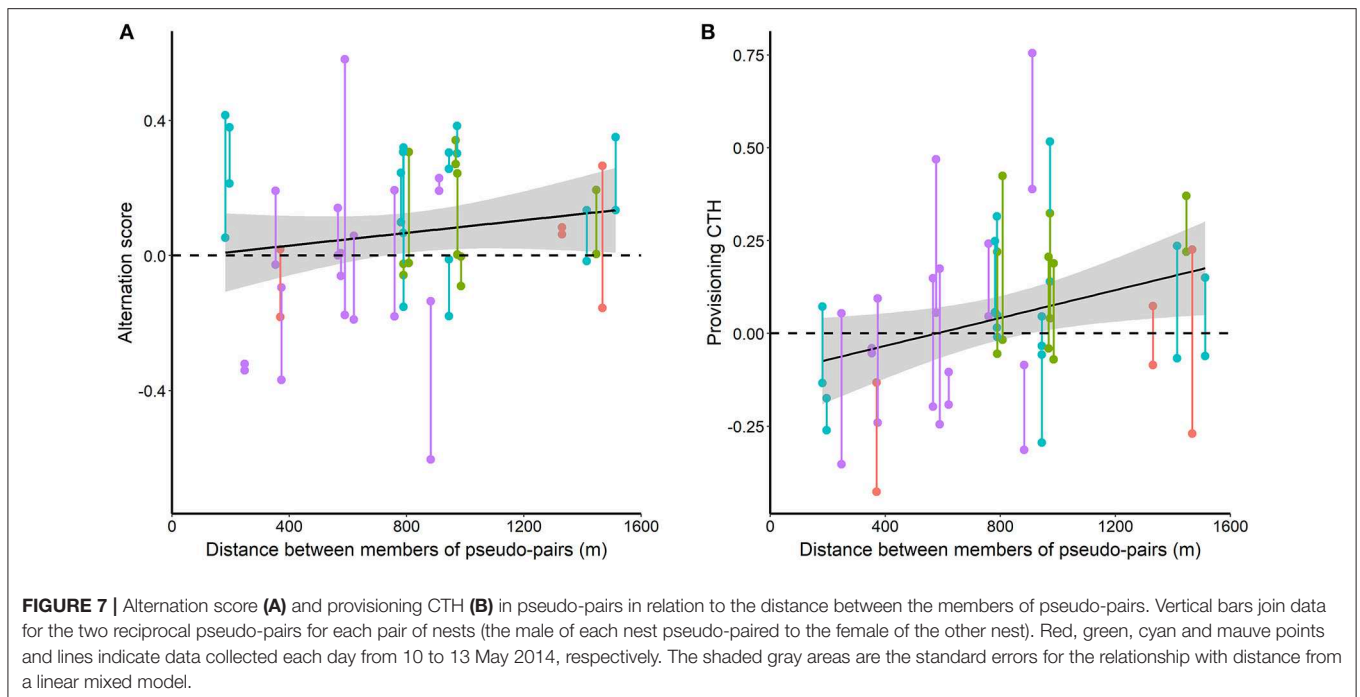 A
B
0.4
0.0
-0.4
Alternation score
0
400
800
1200
1600
Distance between members of pseudo-pairs (m)
0.75
0.50
0.25
0.00
-0.25
Provisioning CTH
0
400
800
1200
1600
Distance between members of pseudo-pairs (m)
FIGURE 7 | Alternation score (A) and provisioning CTH (B) in pseudo-pairs in relation to the distance between the members of pseudo-pairs. Vertical bars join data
for the two reciprocal pseudo-pairs for each pair of nests (the male of each nest pseudo-paired to the female of the other nest). Red, green, cyan and mauve points
and lines indicate data collected each day from 10 to 13 May 2014, respectively. The shaded gray areas are the standard errors for the relationship with distance from
a linear mixed model.